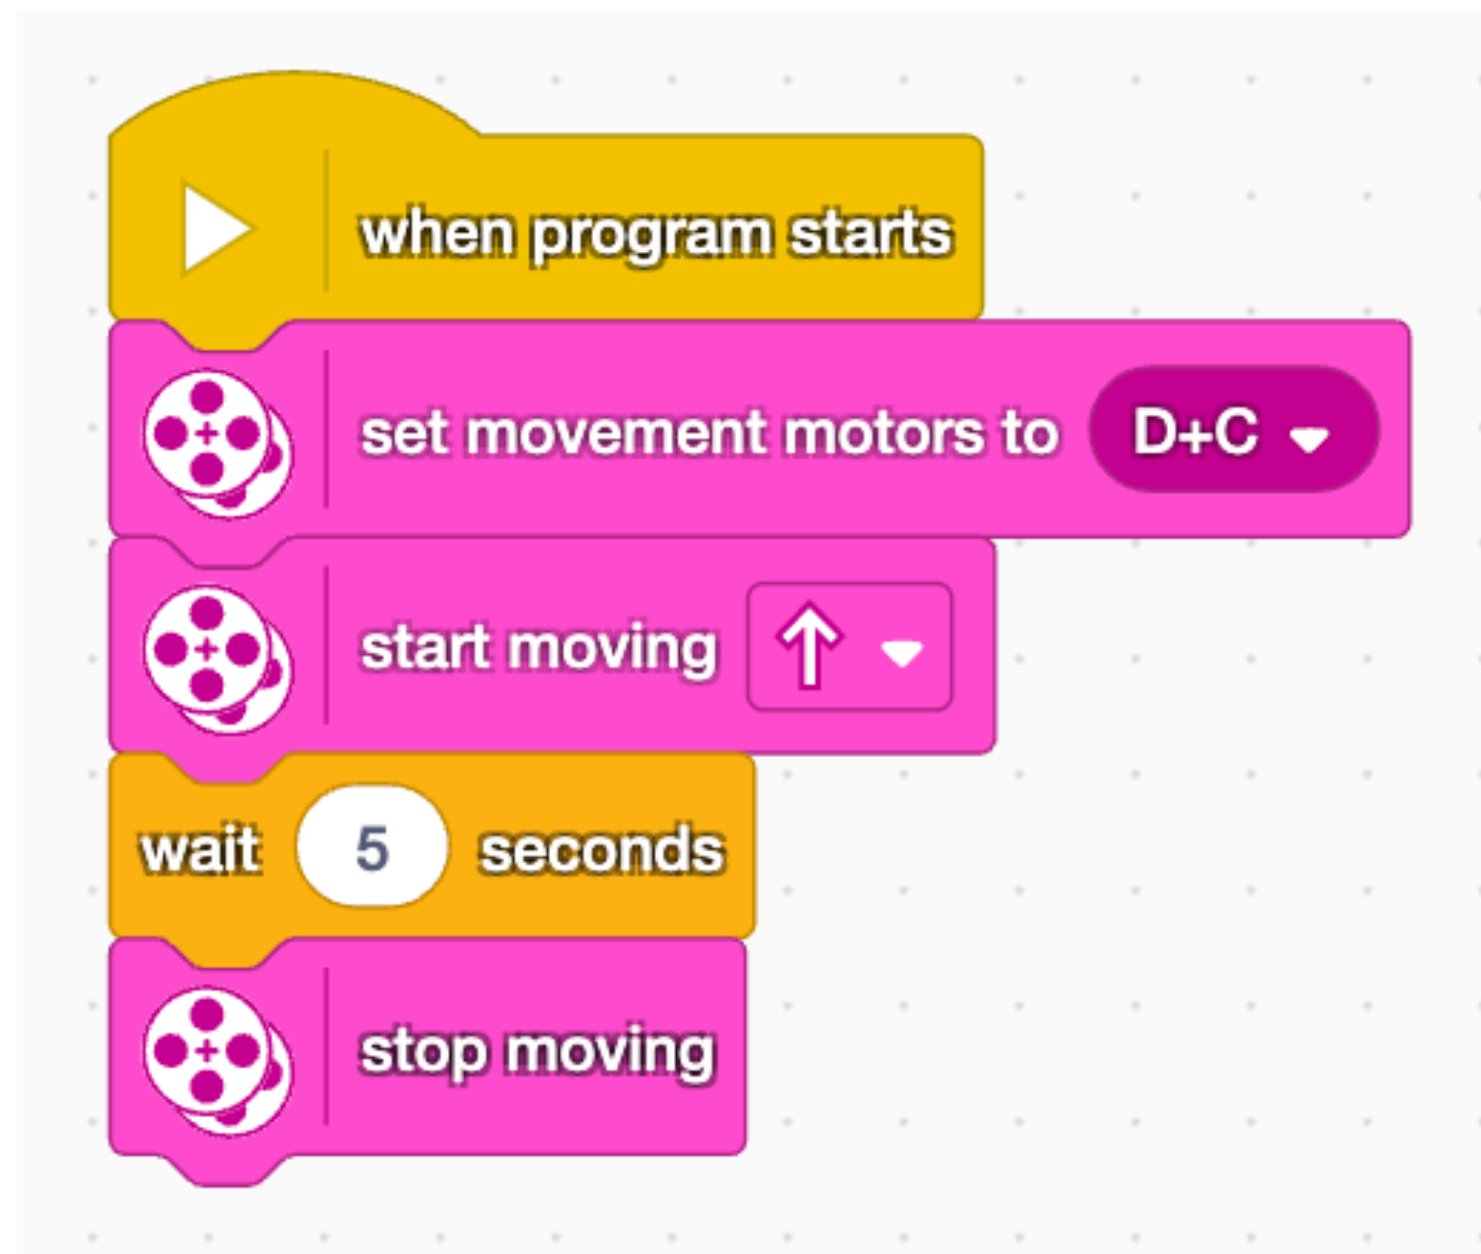 when program starts
set movement motors to D+C
start moving
wait 5 seconds
stop moving